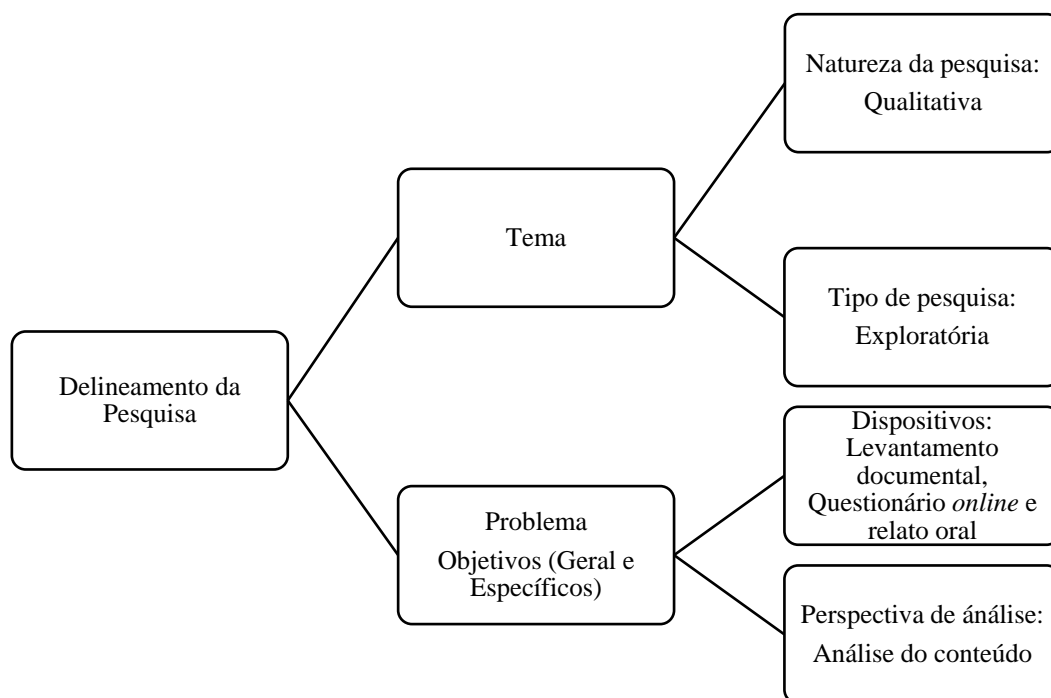 Delineamento da
Pesquisa
Tema
Natureza da pesquisa:
Qualitativa
Tipo de pesquisa:
Exploratória
Problema
Objetivos (Geral e
Específicos)
Dispositivos:
Levantamento
documental,
Questionário online e
relato oral
Perspectiva de ánálise:
Análise do conteúdo